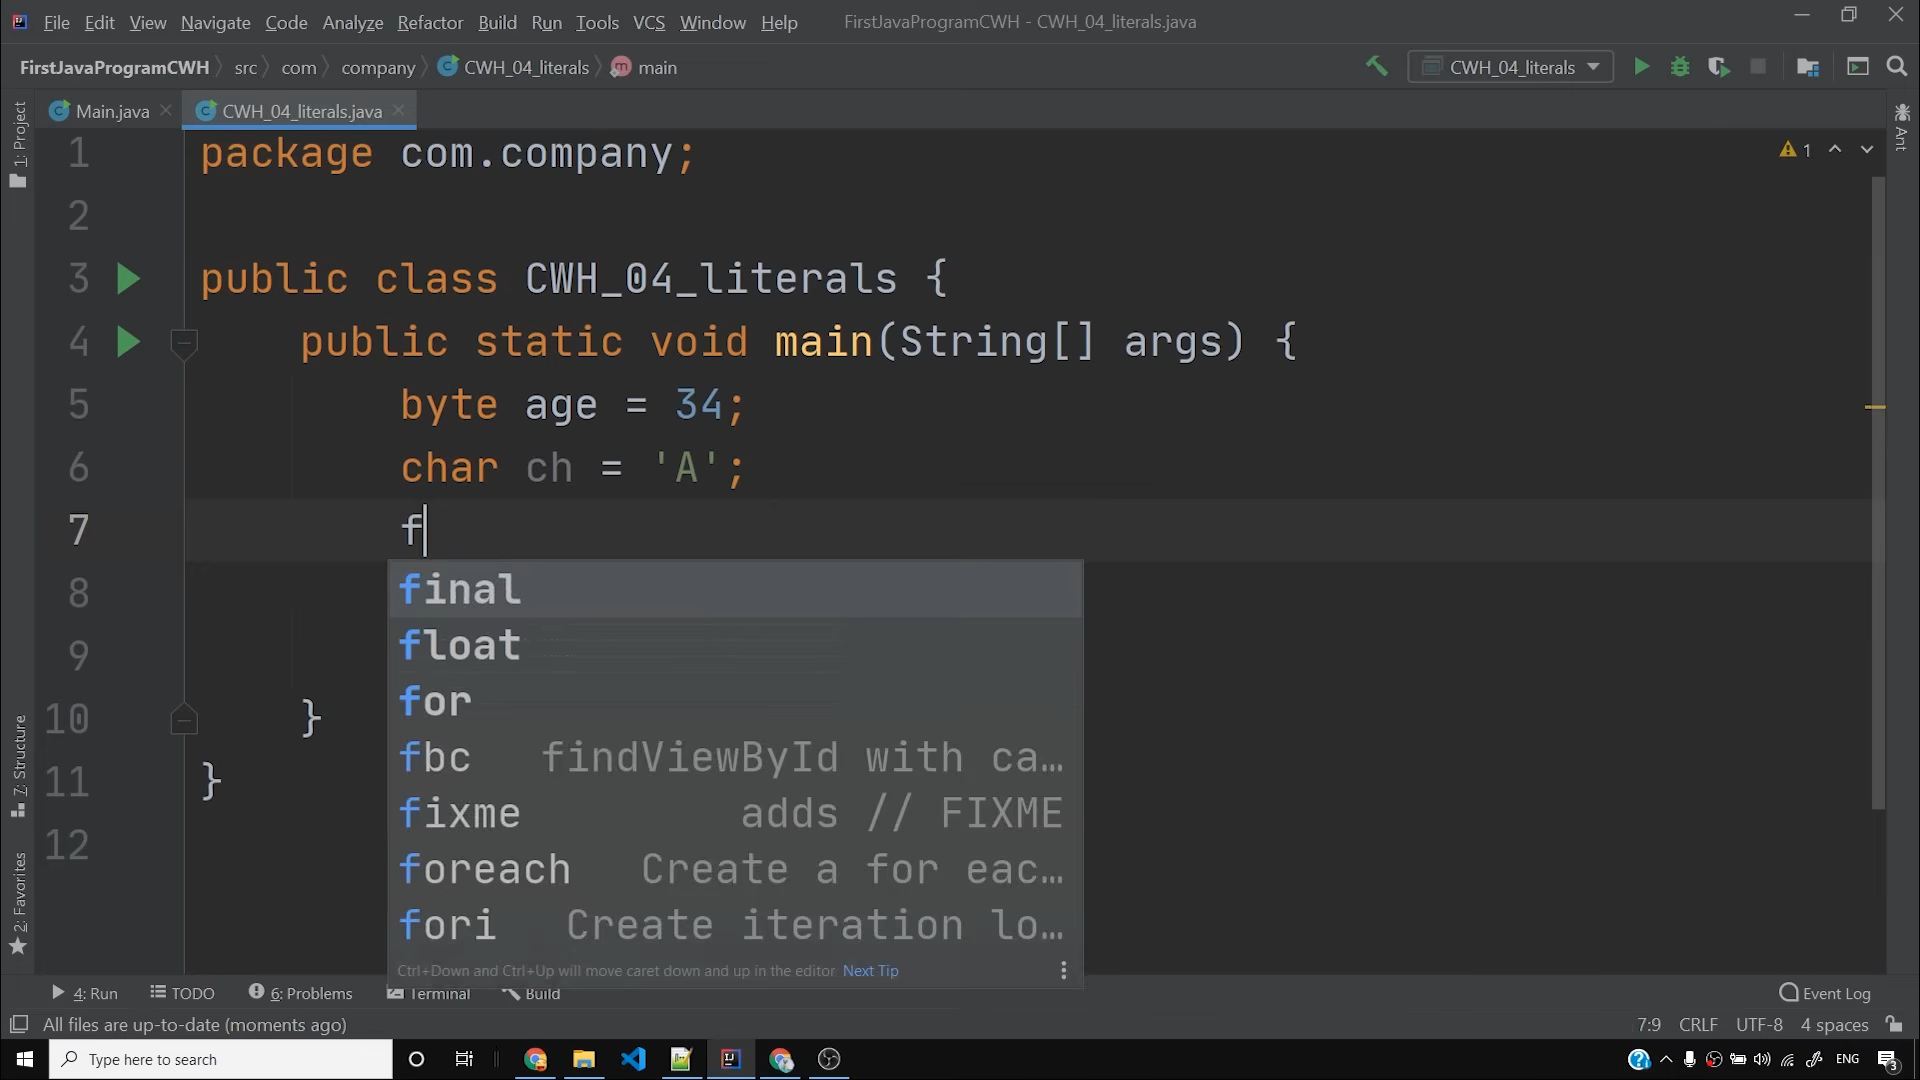 File Edit View Navigate Code Analyze Refactor Build Run Tools VCS Window Help FirstJavaProgramCWH - CWH_04_literals.java
FirstJavaProgramCWH src com company CWH_04_literals main CWH_04_literals
Main.java CWH_04_literals.java
1: Project
Ant
1 package com.company;
1
2
3 public class CWH_04_literals {
4 public static void main(String[] args) {
5 byte age = 34;
6 char ch = 'A';
7 f
8 final
float
9
for
10 }
fbc findViewById with ca…
11 }
fixme adds // FIXME
12
foreach Create a for eac…
fori Create iteration lo…
Ctrl+Down and Ctrl+Up will move caret down and up in the editor Next Tip
7: Structure
2: Favorites
4: Run TODO 6: Problems Terminal Build Event Log
All files are up-to-date (moments ago) 7:9 CRLF UTF-8 4 spaces
Type here to search ENG 3